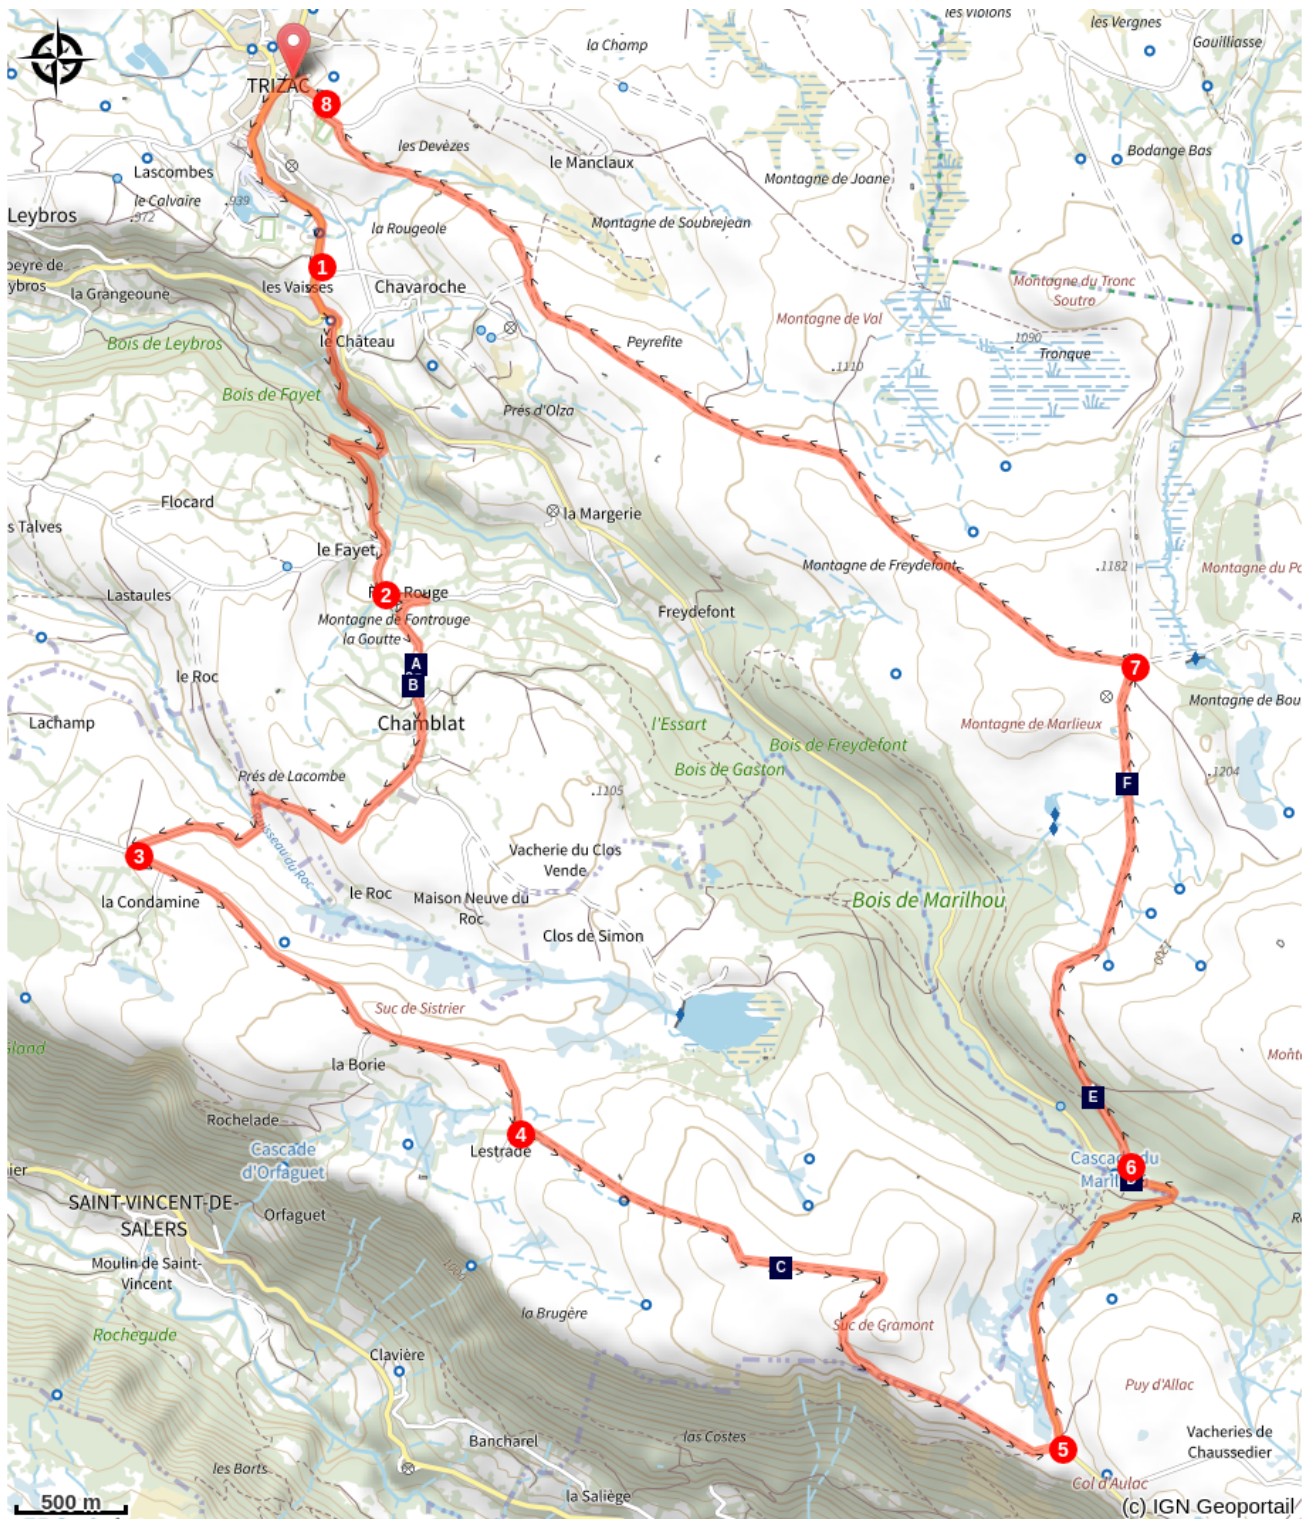 les Violons
les Vergnes
Gouilliasse
la Champ
TRIZAC
8
les Devèzes
le Manclaux
Bodange Bas
Lascombes
Montagne de Joane
le Calvaire
.939
.972
Leybros
la Rougeole
Montagne de Soubrejean
1
les Vaisses
Chavaroche
la Grangeoune
ybros
Montagne du Tronc
Soutro
Montagne de Val
.1090
Tronque
Bois de Leybros
le Château
Peyrefite
.1110
Bois de Fayet
Prés d'Olza
Flocard
la Margerie
s Talves
le Fayet
Montagne de Freydefont
.1182
Lastaules
2
Rouge
Montagne de Fontrouge
la Goutte
Freydefont
A
B
le Roc
7
Lachamp
Chamblat
l'Essart
Montagne de Marlieux
Montagne de Bou
Bois de Freydefont
Bois de Gaston
Prés de Lacombe
.1204
F
.1105
3
Ruisseau du Roc
Vacherie du Clos
Vende
la Condamine
le Roc
Maison Neuve du
Roc
Bois de Marilhou
Clos de Simon
1200
Suc de Sistrier
la Borie
E
Rochelade
4
Lestrade
Cascade
d'Orfaguet
Cascade du
6
SAINT-VINCENT-DE-
SALERS
Orfaguet
Moulin de Saint-
Vincent
1000
C
la Brugère
Suc de Gramont
Rochegude
Clavière
Puy d'Allac
Bancharel
las Costes
Vacheries de
Chaussedier
5
les Barts
Col d'Aulac
la Saliège
500 m
(c) IGN Geoportail